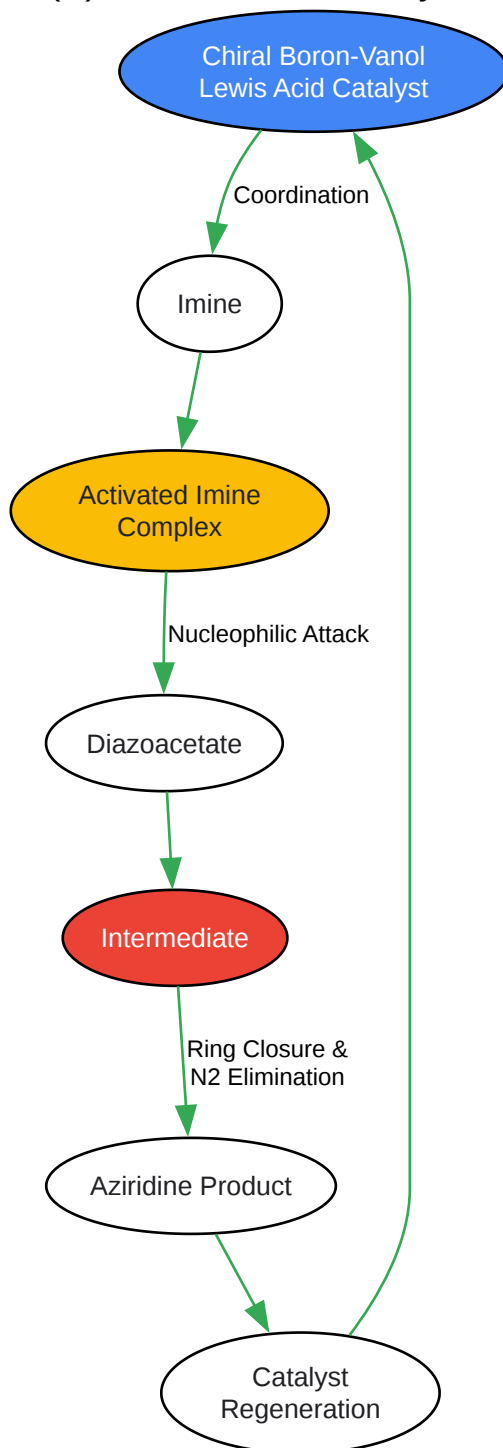 Chiral Boron-Vanol
Lewis Acid Catalyst
Coordination
Imine
Activated Imine
Complex
Nucleophilic Attack
Diazoacetate
Intermediate
Ring Closure &
N2 Elimination
Aziridine Product
Catalyst
Regeneration